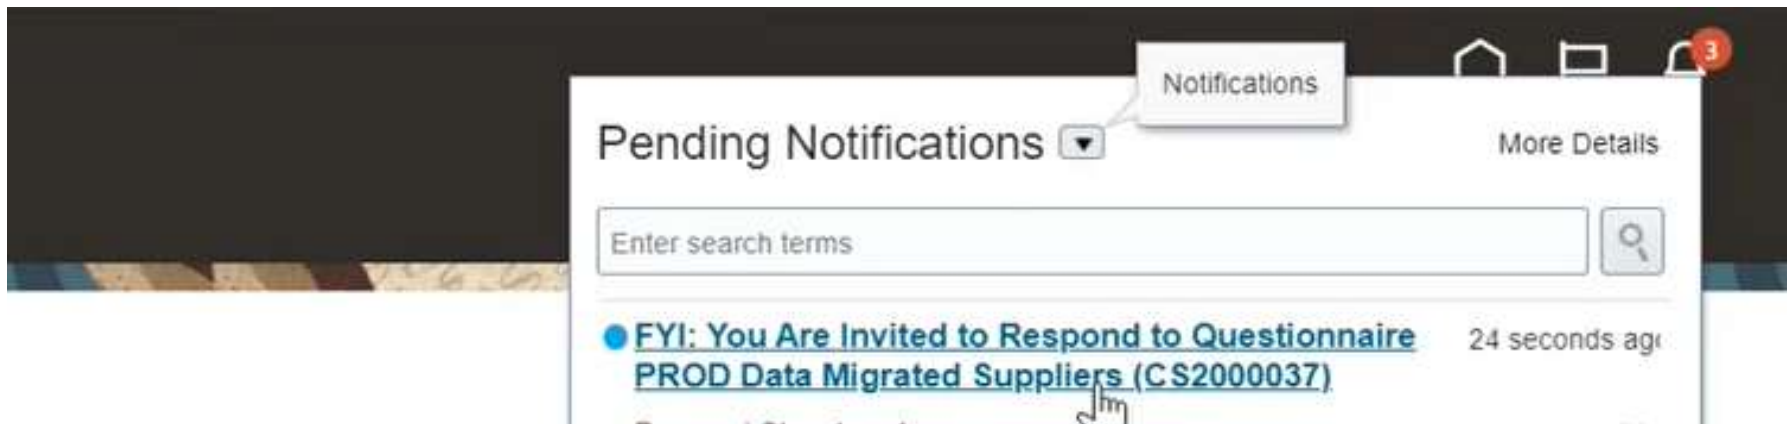 3
Notifications
Pending Notifications
More Details
Enter search terms
FYI: You Are Invited to Respond to Questionnaire
24 seconds
PROD Data Migrated Suppliers (CS2000037)